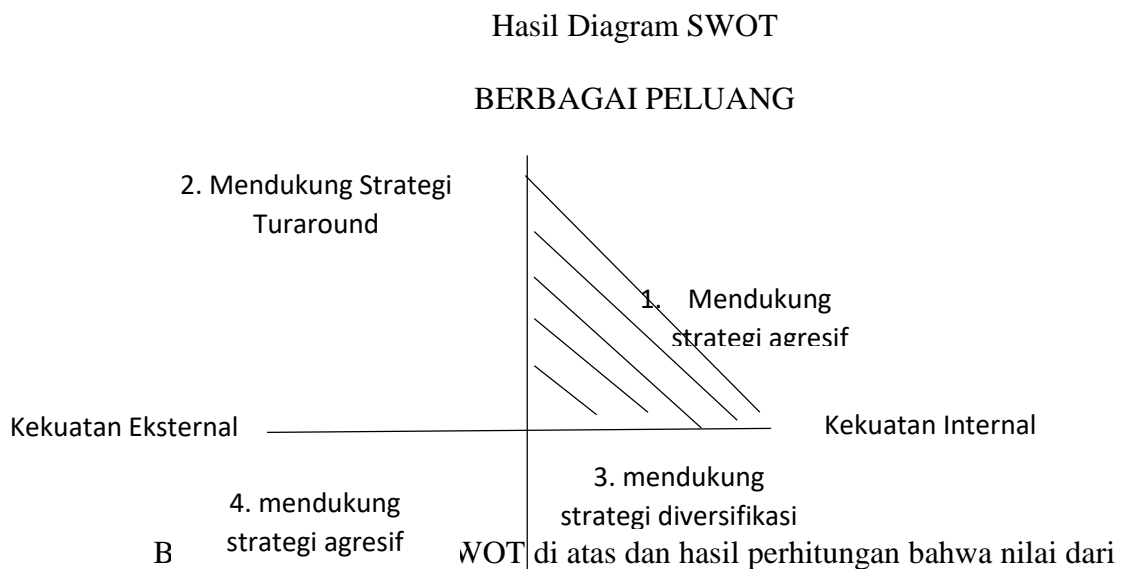 Hasil Diagram SWOT
BERBAGAI PELUANG
2. Mendukung Strategi
Turaround
1. Mendukung
strategi agresif
Kekuatan Eksternal
Kekuatan Internal
3. mendukung
strategi diversifikasi
4. mendukung
strategi agresif
di atas dan hasil perhitungan bahwa nilai dari